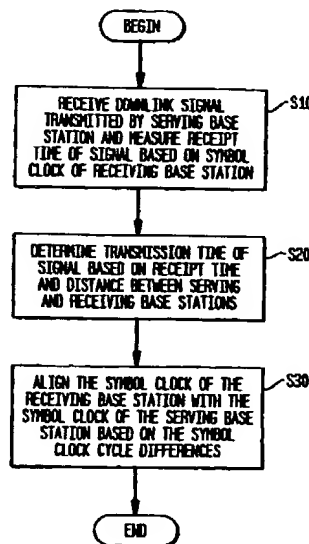 BEGIN
RECEIVE DOWNLINK SIGNAL
TRANSMITTED BY SERVING BASE
STATION AND MEASURE RECEIPT
TIME OF SIGNAL BASED ON SYMBOL
CLOCK OF RECEIVING BASE STATION
S10
DETERMINE TRANSMISSION TIME OF
SIGNAL BASED ON RECEIPT TIME
AND DISTANCE BETWEEN SERVING
AND RECEIVING BASE STATIONS
S20
ALIGN THE SYMBOL CLOCK OF THE
RECEIVING BASE STATION WITH THE
SYMBOL CLOCK OF THE SERVING BASE
STATION BASED ON THE SYMBOL
CLOCK CYCLE DIFFERENCES
S30
END